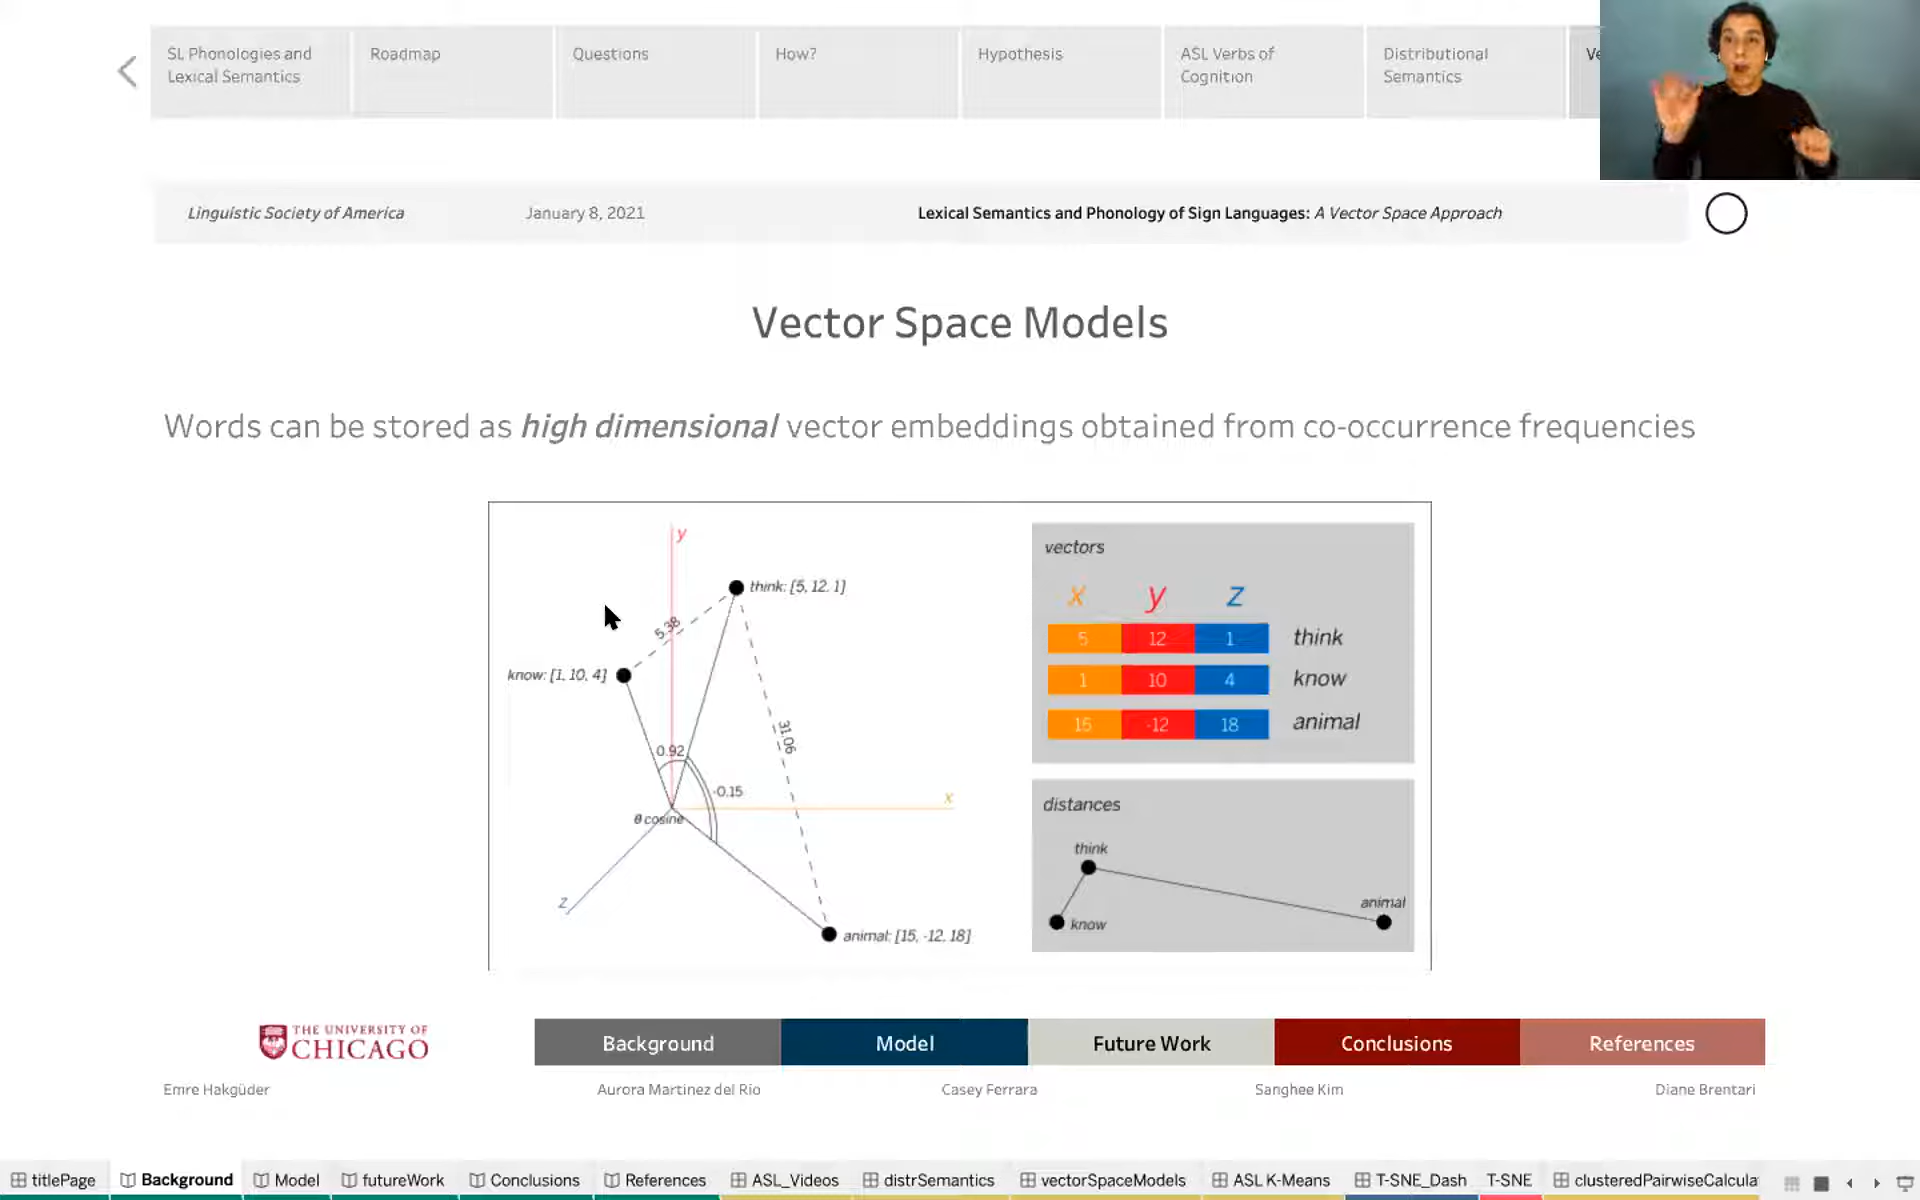 SL Phonologies and
Lexical Semantics
Roadmap
Questions
How?
Hypothesis
ASL Verbs of
Cognition
Distributional
Semantics
Linguistic Society of America
January 8, 2021
Lexical Semantics and Phonology of Sign Languages: A Vector Space Approach
Vector Space Models
Words can be stored as high dimensional vector embeddings obtained from co-occurrence frequencies
y
think: [5, 12, 1]
5.38
know: [1, 10, 4]
31.06
0.92
-0.15
x
θ cosine
z
animal: [15, -12, 18]
vectors
x y z
5 12 1 think
1 10 4 know
15 -12 18 animal
distances
think
animal
know
THE UNIVERSITY OF
CHICAGO
Background
Model
Future Work
Conclusions
References
Emre Hakgüder
Aurora Martinez del Rio
Casey Ferrara
Sanghee Kim
Diane Brentari
titlePage
Background
Model
futureWork
Conclusions
References
ASL_Videos
distrSemantics
vectorSpaceModels
ASL K-Means
T-SNE_Dash
T-SNE
clusteredPairwiseCalcula